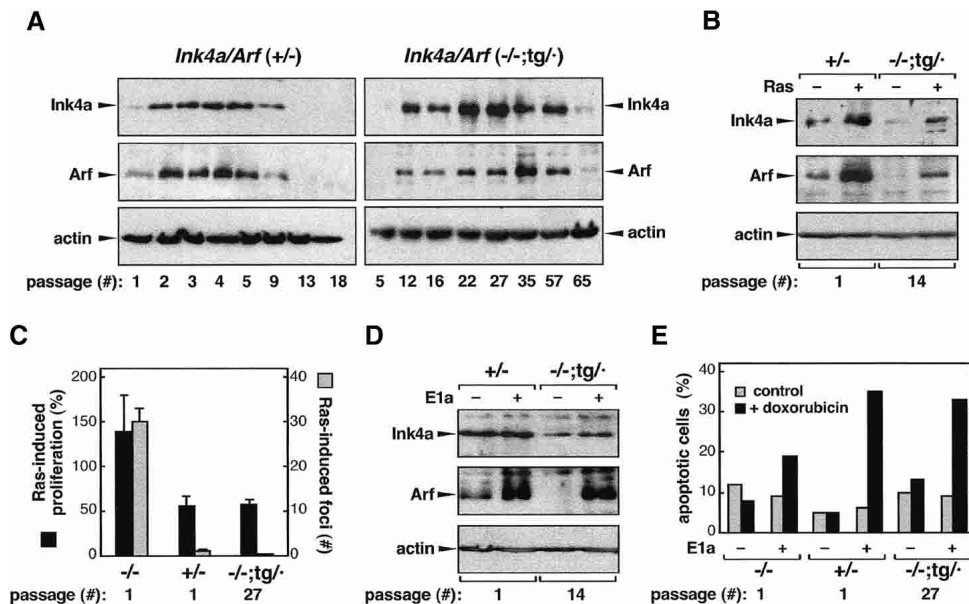 A
Ink4a/Arf (+/-)
Ink4a/Arf (-/-;tg/·)
Ink4a
Ink4a
Arf
Arf
actin
actin
passage (#): 1 2 3 4 5 9 13 18 5 12 16 22 27 35 57 65
B
+/- -/-;tg/·
Ras − + − +
Ink4a
Arf
actin
passage (#): 1 14
C
Ras-induced proliferation (%)
200
150
100
50
0
40
30
20
10
0
Ras-induced foci (#)
-/- +/- -/-;tg/·
passage (#): 1 1 27
D
+/- -/-;tg/·
E1a − + − +
Ink4a
Arf
actin
passage (#): 1 14
E
apoptotic cells (%)
40
30
20
10
0
control
+ doxorubicin
E1a − + − + − +
-/- +/- -/-;tg/·
passage (#): 1 1 27